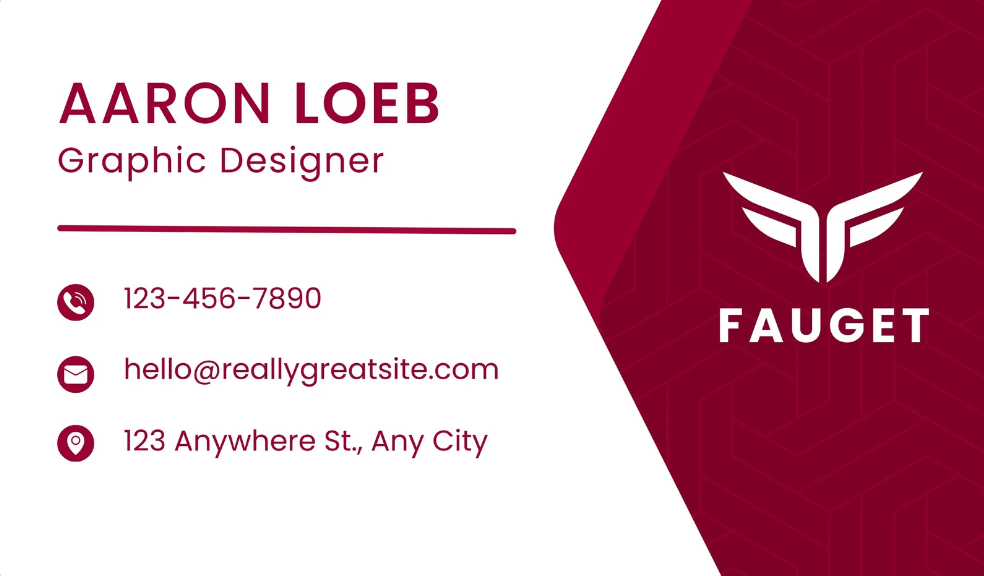 AARON LOEB
Graphic Designer
123-456-7890
hello@reallygreatsite.com
123 Anywhere St., Any City
FAUGET